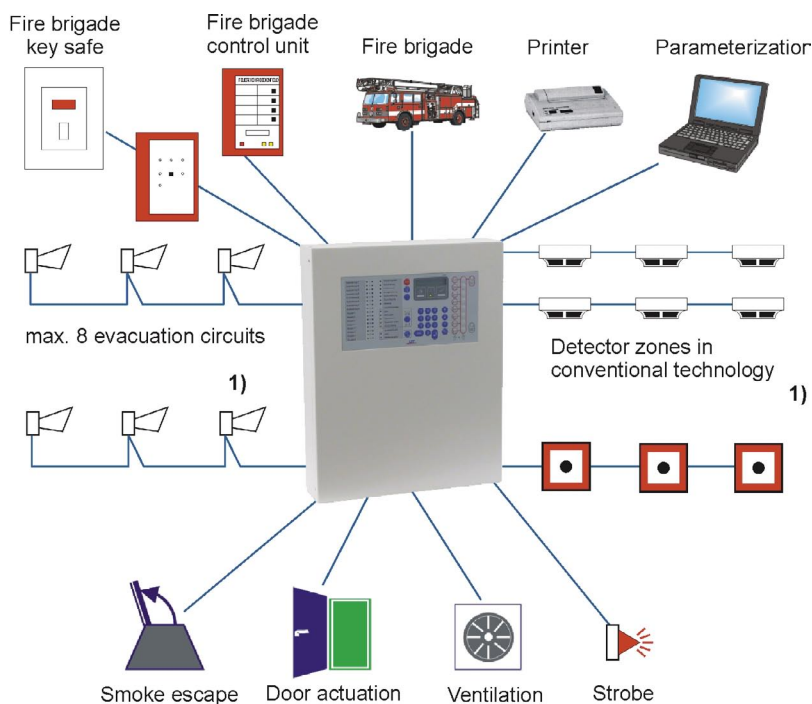 Fire brigade
key safe
Fire brigade
control unit
Fire brigade
Printer
Parameterization
max. 8 evacuation circuits
1)
Detector zones in
conventional technology
1)
Smoke escape
Door actuation
Ventilation
Strobe